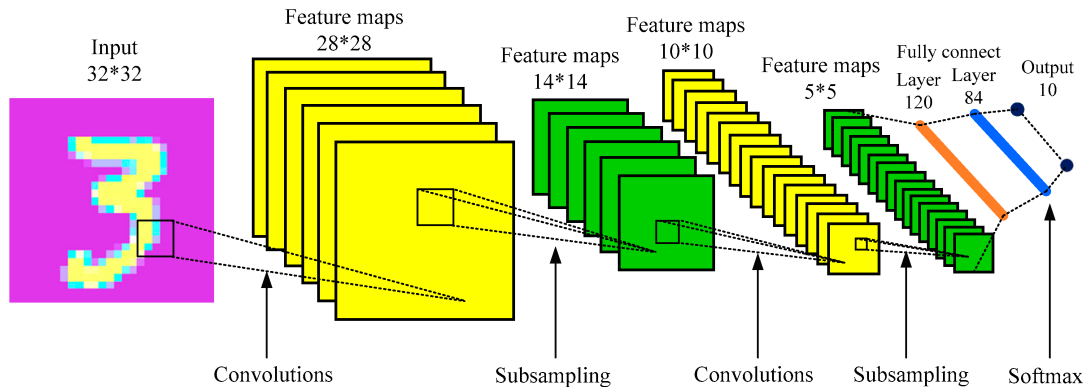 Input
32*32
Feature maps
28*28
Feature maps
14*14
Feature maps
10*10
Feature maps
5*5
Fully connect
Layer
120
Layer
84
Output
10
Convolutions
Subsampling
Convolutions
Subsampling
Softmax